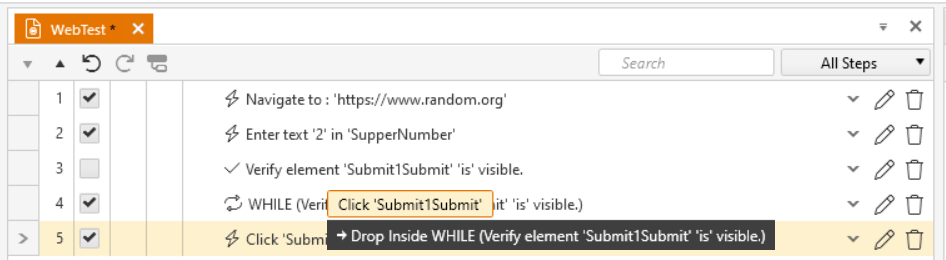 WebTest *
Search
All Steps
1 Navigate to : 'https://www.random.org'
2 Enter text '2' in 'SupperNumber'
3 Verify element 'Submit1Submit' 'is' visible.
4 WHILE (Verif Click 'Submit1Submit' it' 'is' visible.)
5 Click 'Submi Drop Inside WHILE (Verify element 'Submit1Submit' 'is' visible.)